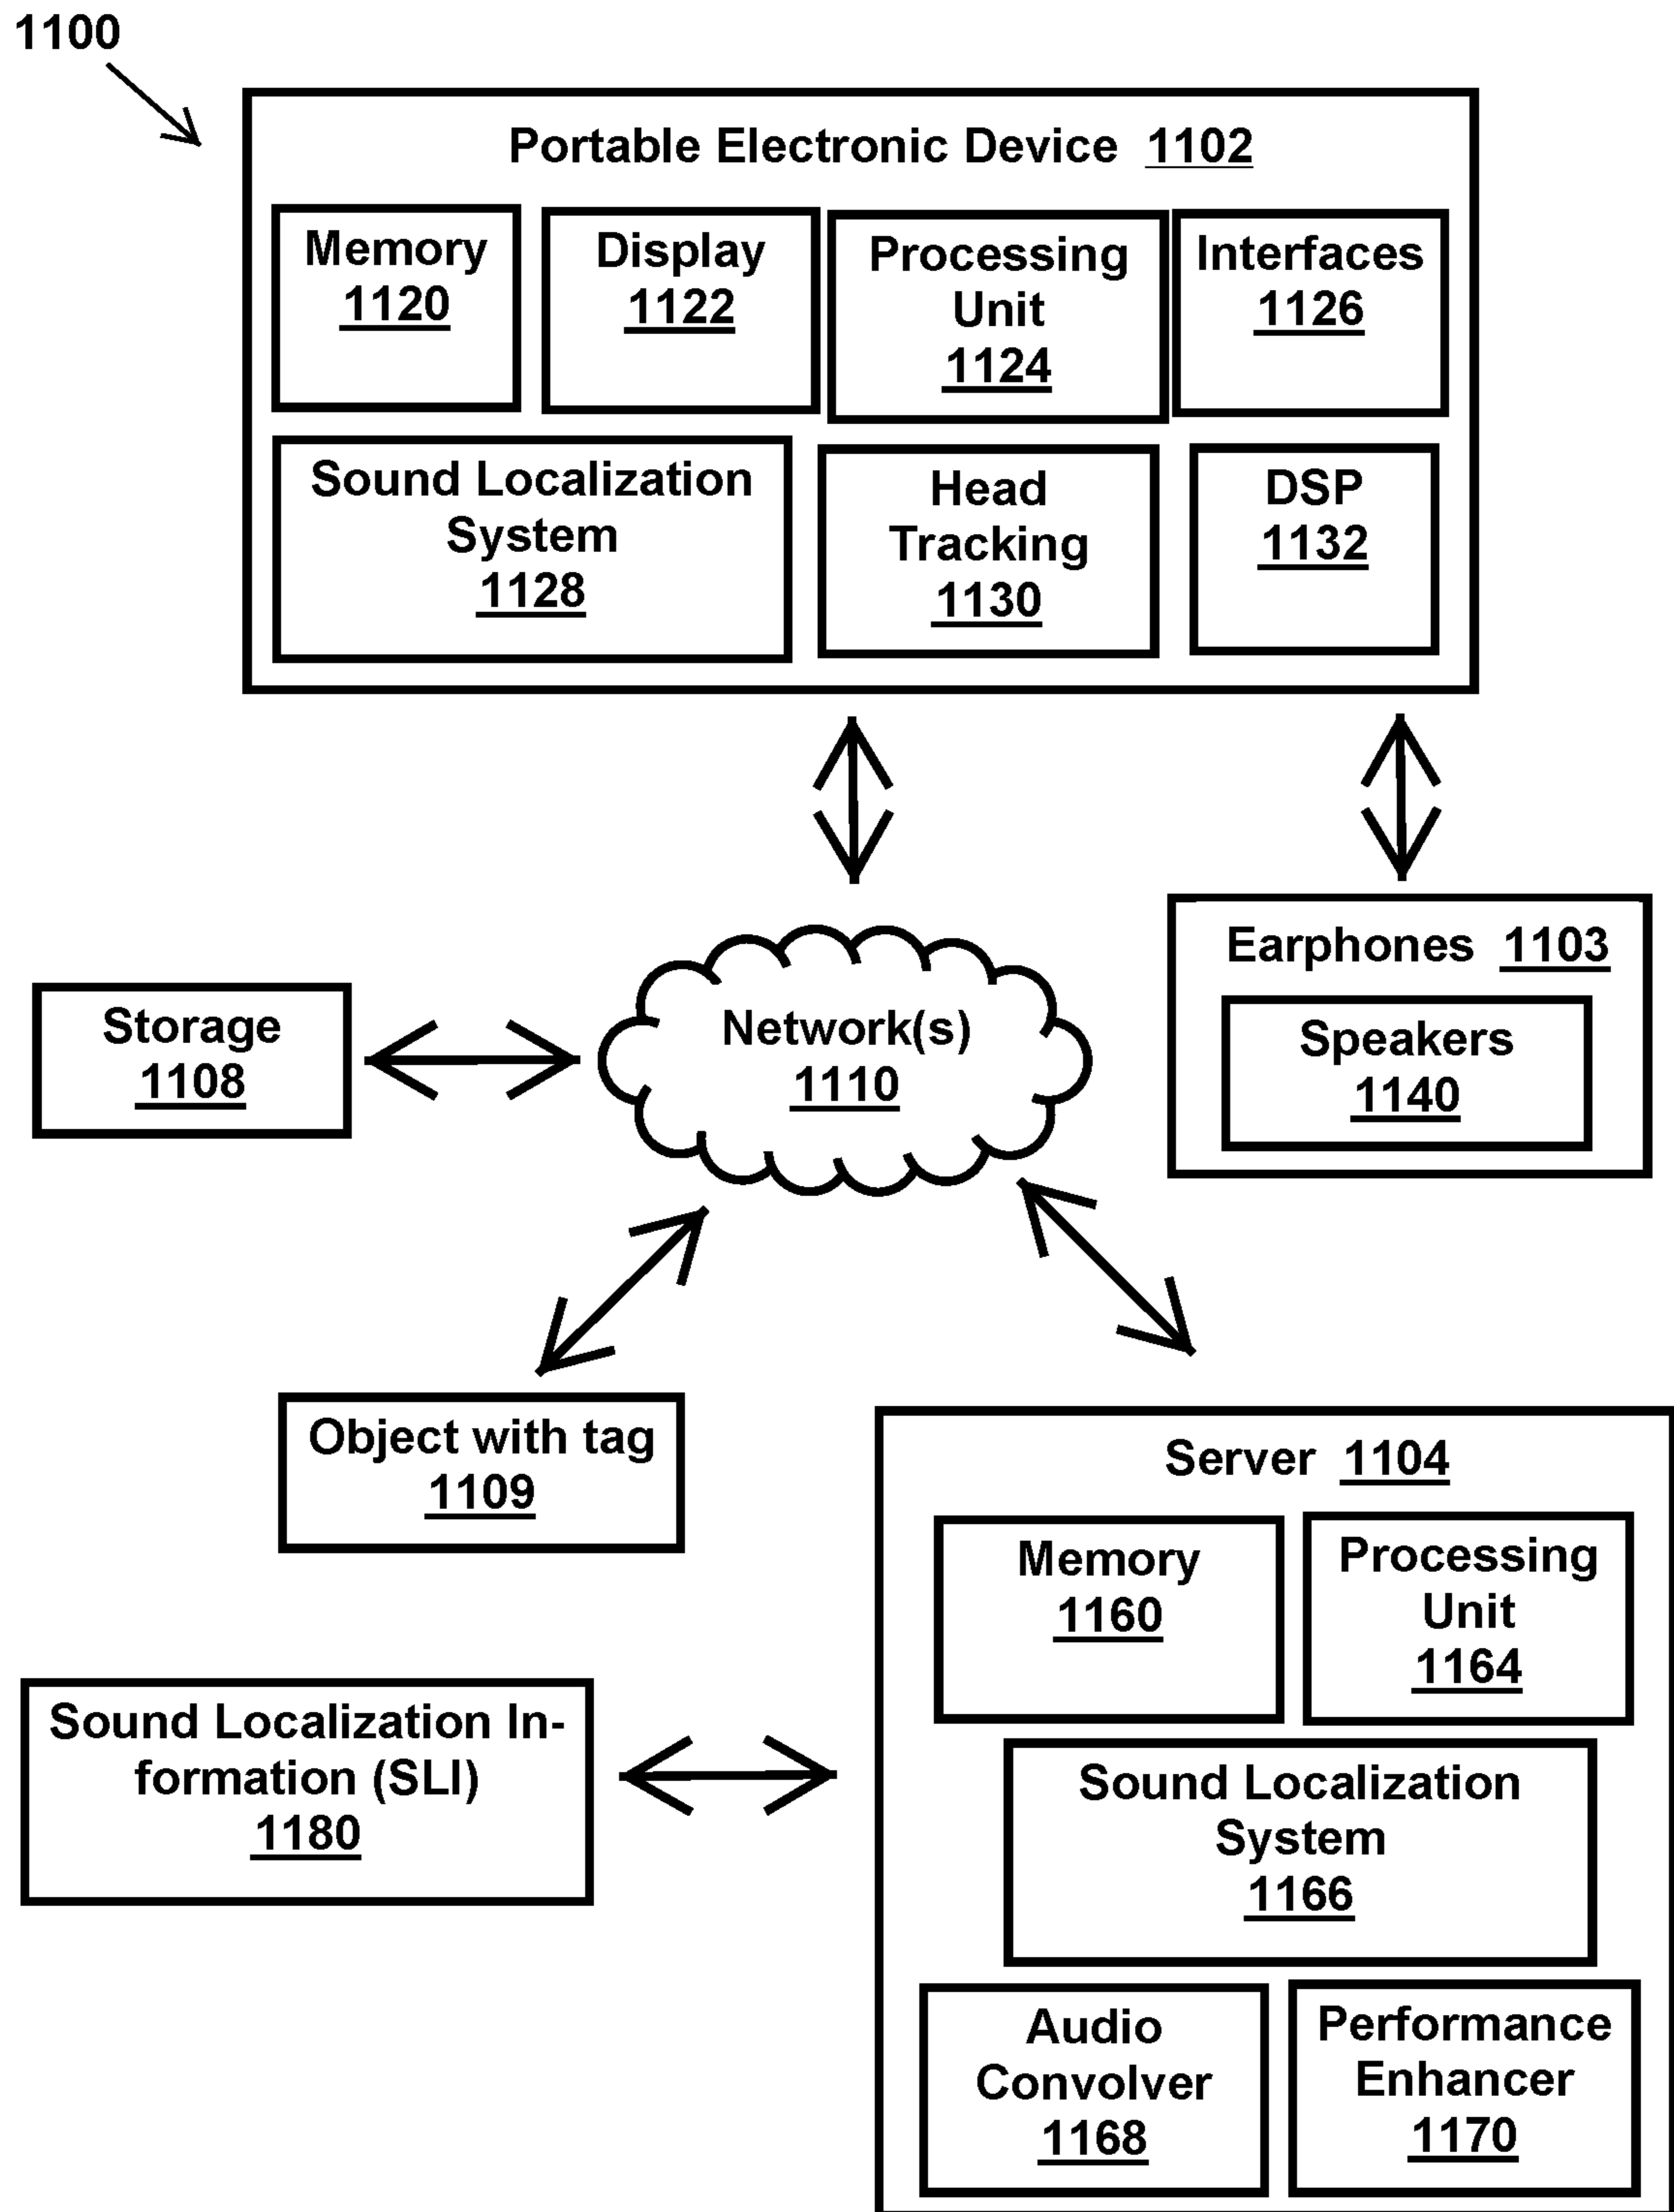 1100
Portable Electronic Device 1102
Memory
1120
Display
1122
Processing
Unit
1124
Interfaces
1126
Sound Localization
System
1128
Head
Tracking
1130
DSP
1132
Earphones 1103
Speakers
1140
Storage
1108
Network(s)
1110
Object with tag
1109
Server 1104
Memory
1160
Processing
Unit
1164
Sound Localization In-
formation (SLI)
1180
Sound Localization
System
1166
Audio
Convolver
1168
Performance
Enhancer
1170